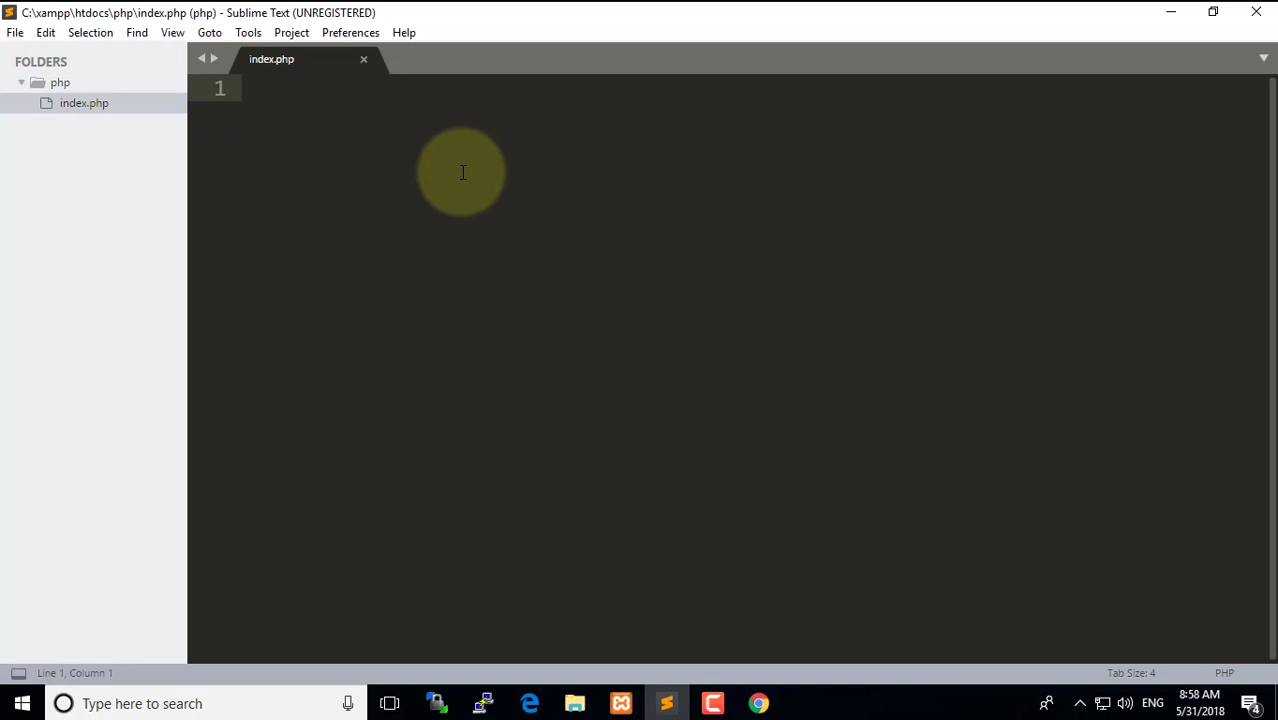 C:\xampp\htdocs\php\index.php (php) - Sublime Text (UNREGISTERED)
File Edit Selection Find View Goto Tools Project Preferences Help
FOLDERS
php
index.php
index.php
1
Line 1, Column 1
Tab Size: 4
PHP
Type here to search
ENG
8:58 AM
5/31/2018
4